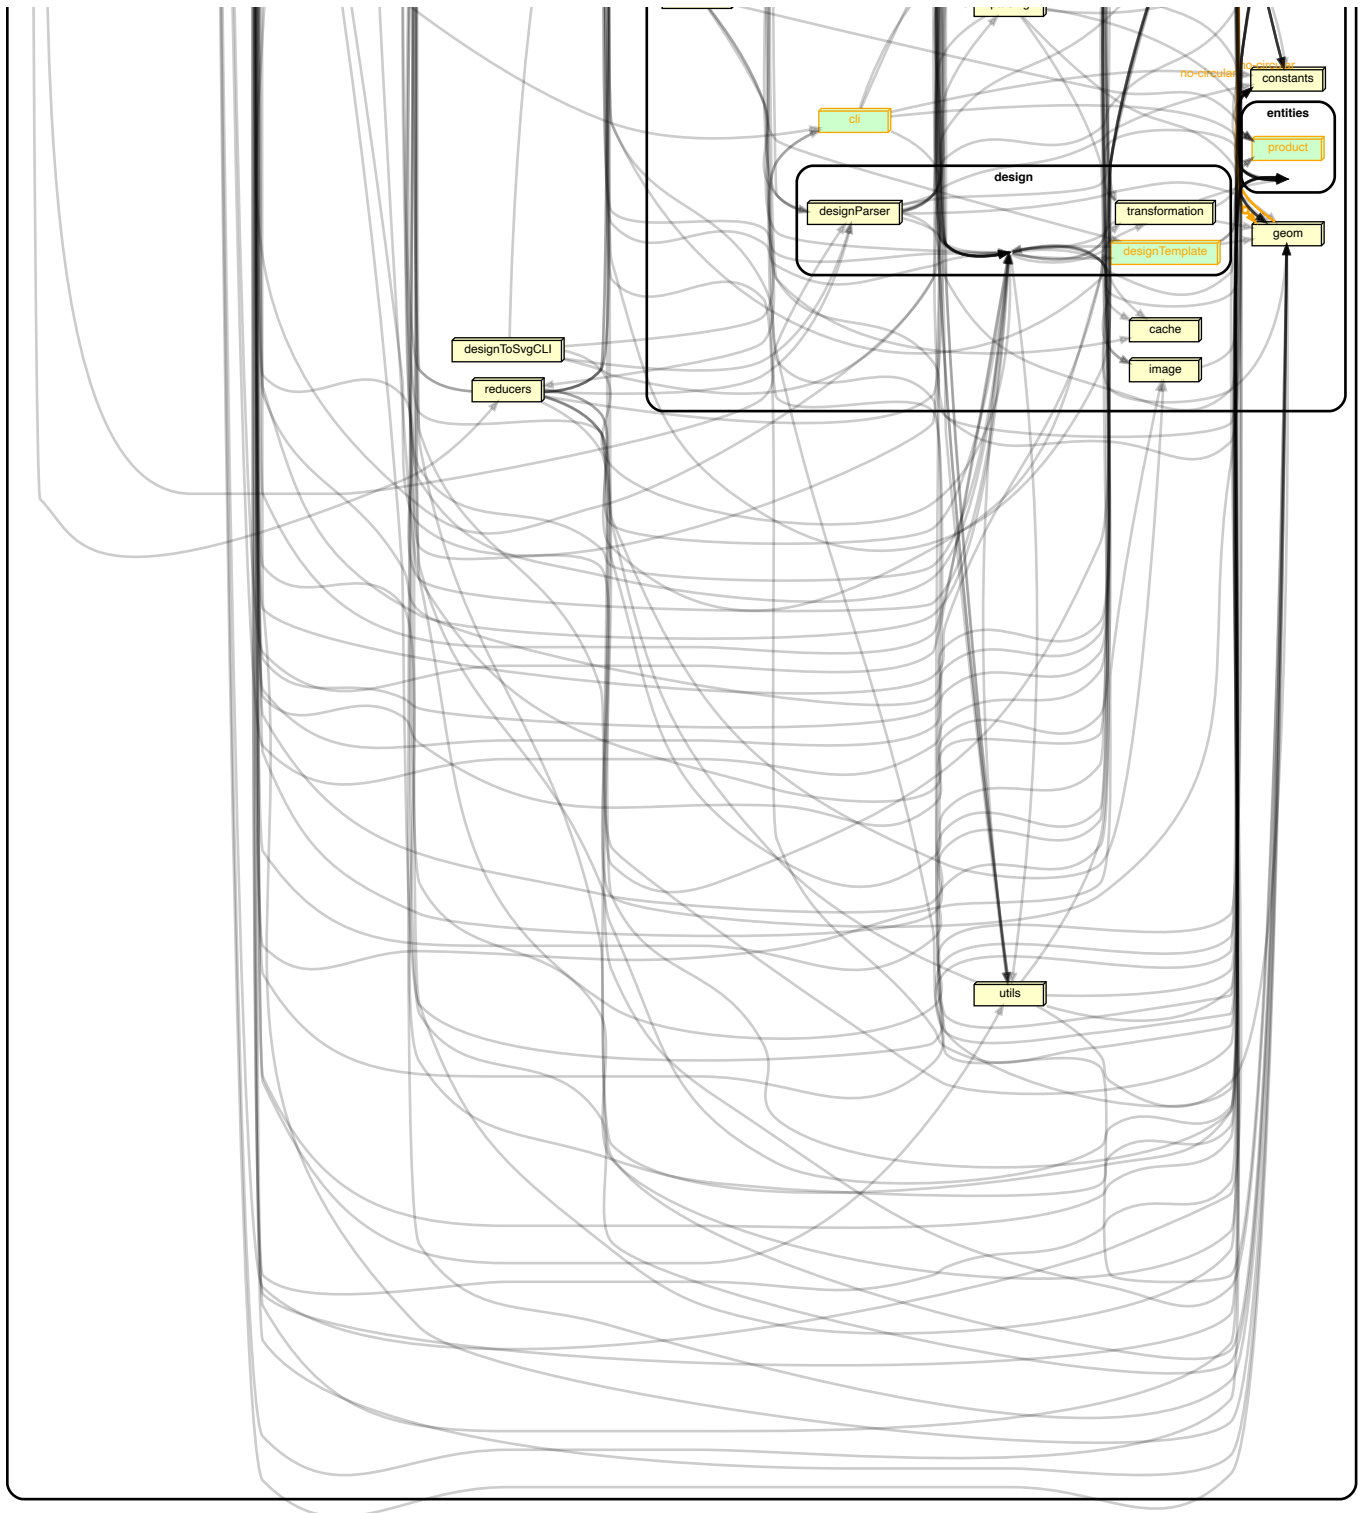 no-circular
no-circular
constants
entities
cli
product
design
designParser
transformation
geom
designTemplate
cache
designToSvgCLI
image
reducers
utils